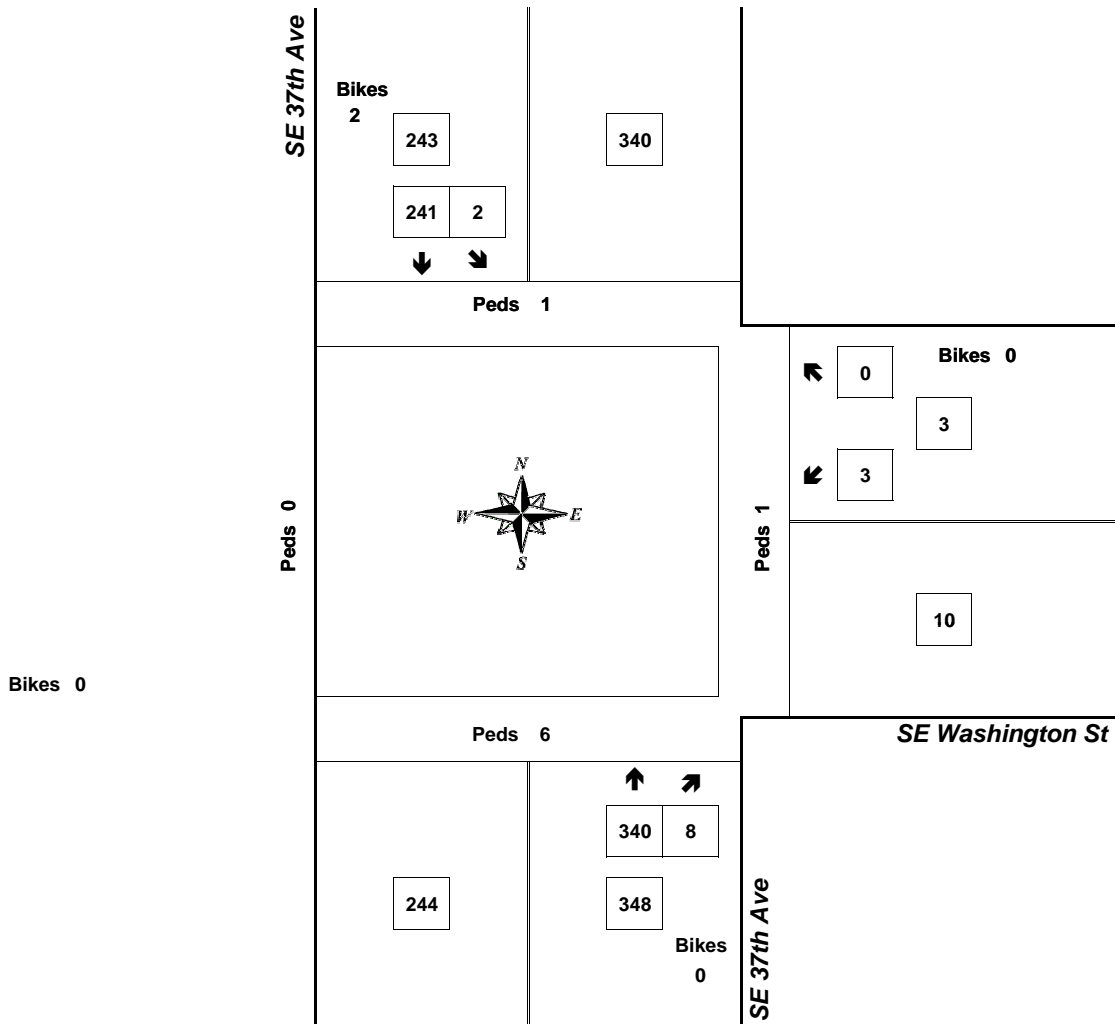 SE 37th Ave
Bikes
2
243
340
241 2
Peds 1
Bikes 0
0
3
3
N
W E
S
Peds 0
Peds 1
10
Bikes 0
SE Washington St
Peds 6
340 8
244
348
Bikes
0
SE 37th Ave